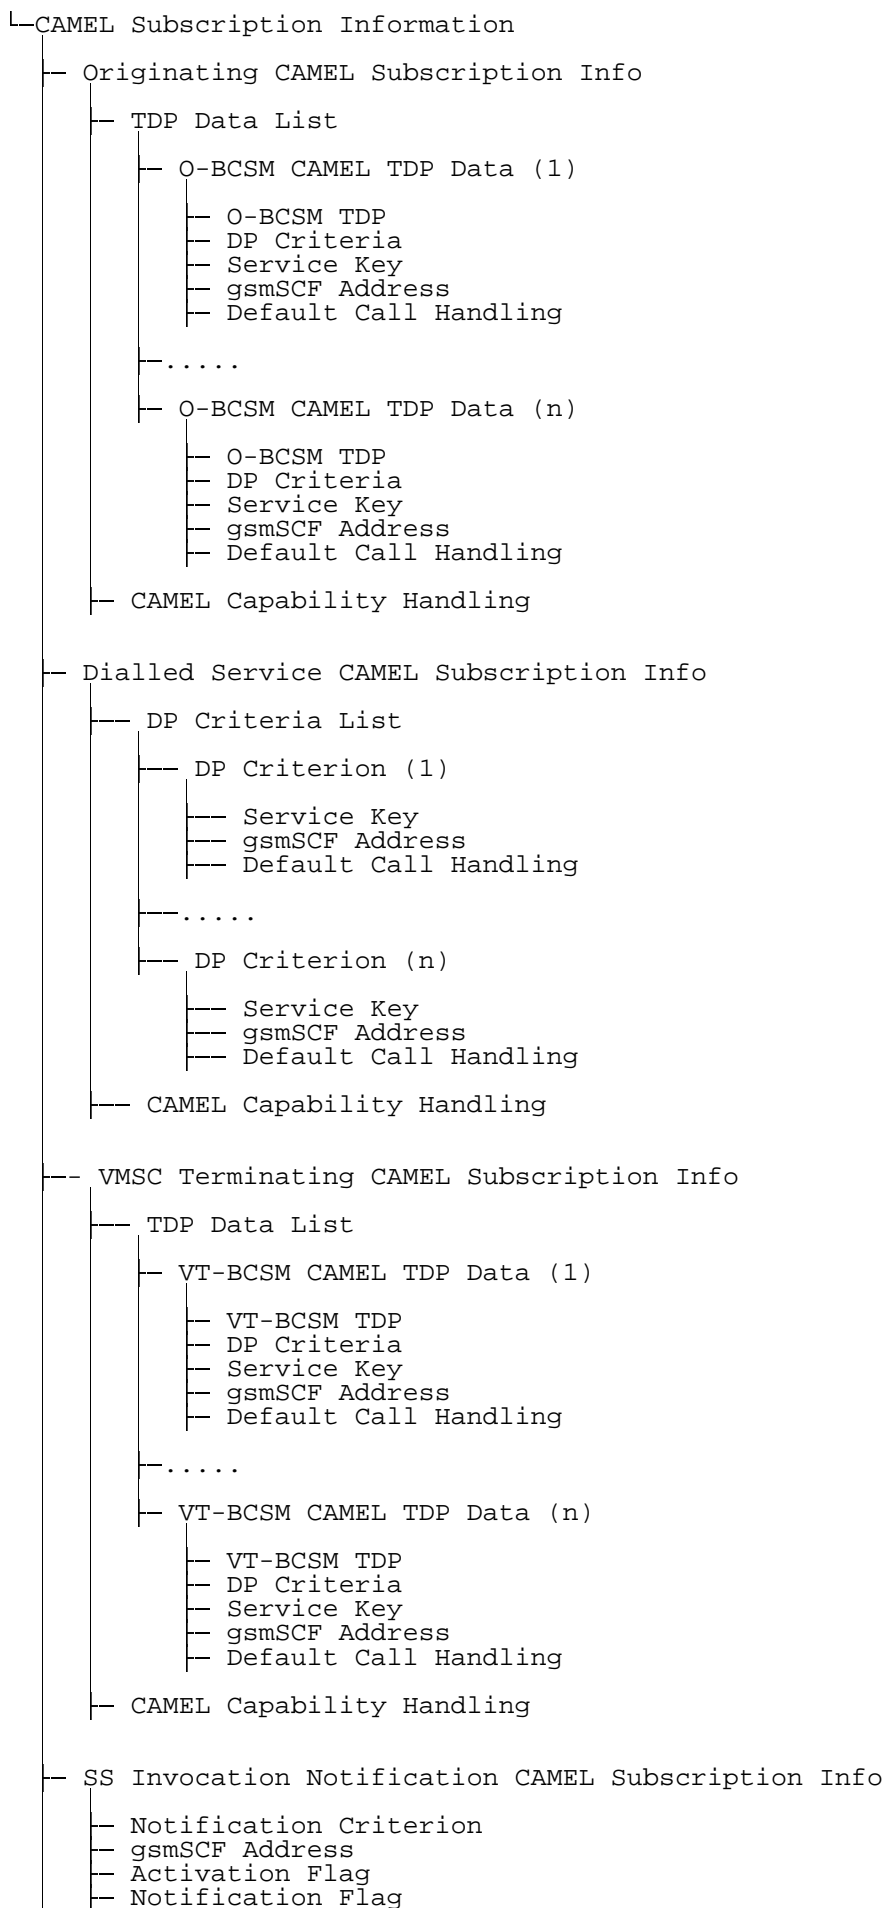 CAMEL Subscription Information
Originating CAMEL Subscription Info
TDP Data List
O-BCSM CAMEL TDP Data (1)
O-BCSM TDP
DP Criteria
Service Key
gsmSCF Address
Default Call Handling
.....
O-BCSM CAMEL TDP Data (n)
O-BCSM TDP
DP Criteria
Service Key
gsmSCF Address
Default Call Handling
CAMEL Capability Handling
Dialled Service CAMEL Subscription Info
DP Criteria List
DP Criterion (1)
Service Key
gsmSCF Address
Default Call Handling
.....
DP Criterion (n)
Service Key
gsmSCF Address
Default Call Handling
CAMEL Capability Handling
VMSC Terminating CAMEL Subscription Info
TDP Data List
VT-BCSM CAMEL TDP Data (1)
VT-BCSM TDP
DP Criteria
Service Key
gsmSCF Address
Default Call Handling
.....
VT-BCSM CAMEL TDP Data (n)
VT-BCSM TDP
DP Criteria
Service Key
gsmSCF Address
Default Call Handling
CAMEL Capability Handling
SS Invocation Notification CAMEL Subscription Info
Notification Criterion
gsmSCF Address
Activation Flag
Notification Flag